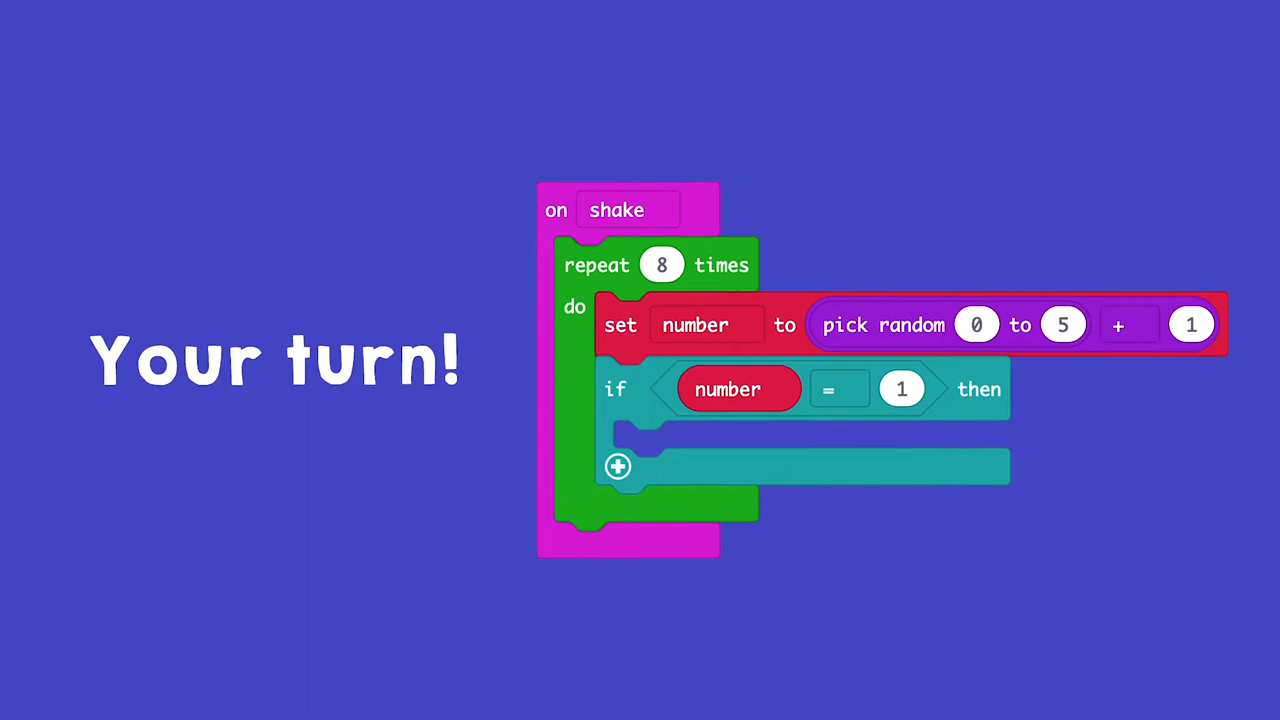 Your turn!
on shake
repeat 8 times
do
set number to pick random 0 to 5 + 1
if number = 1 then